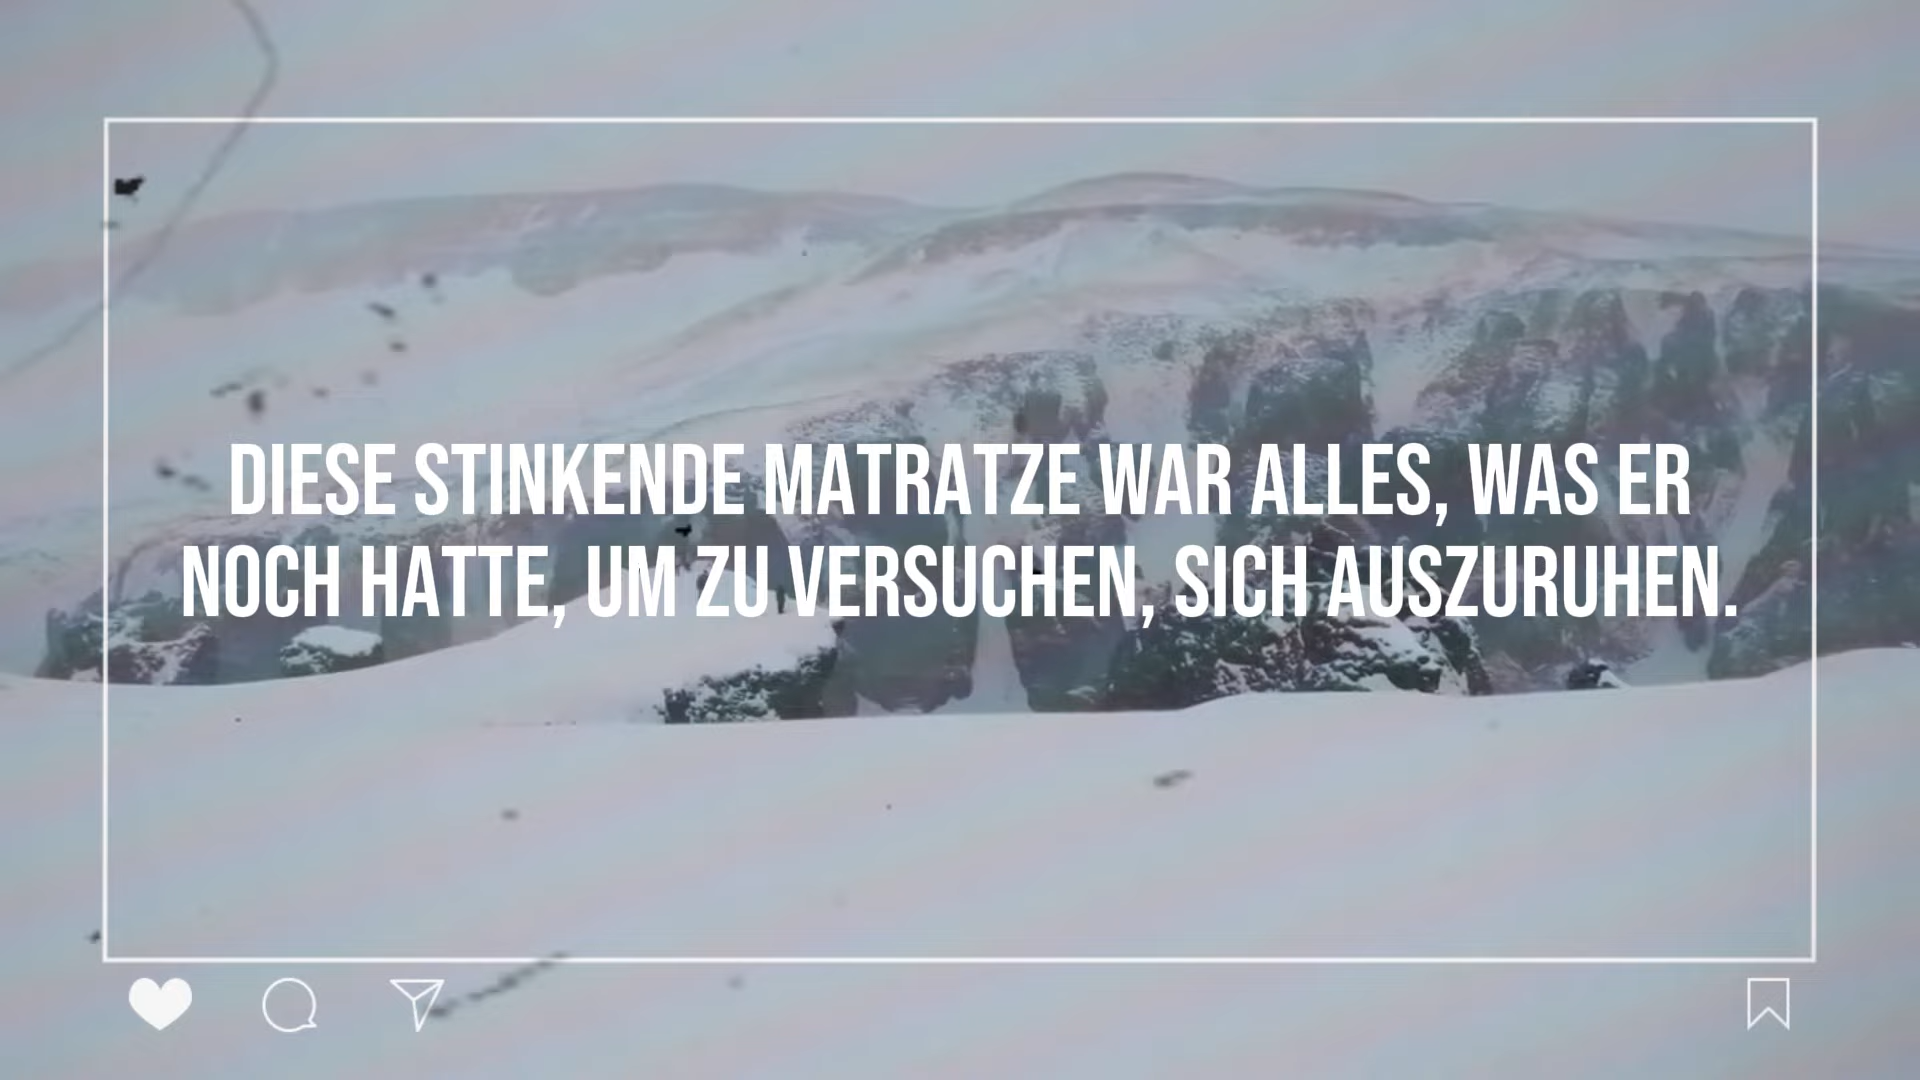 DIESE STINKENDE MATRATZE WAR ALLES, WAS ER
NOCH HATTE, UM ZU VERSUCHEN, SICH AUSZURUHEN.